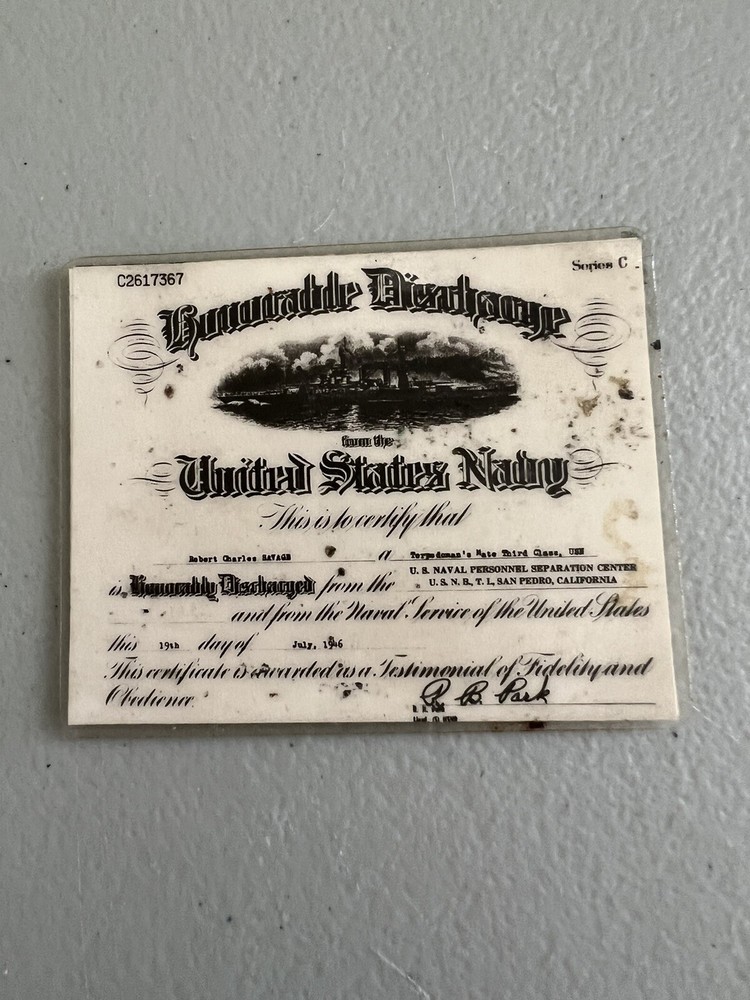 C2617367
Series C
Honorable Discharge
from the
United States Navy
This is to certify that
Robert Charles SAVAGE a Torpedoman's Mate Third Class, USN
is Honorably Discharged from the U. S. NAVAL PERSONNEL SEPARATION CENTER
U. S. N. B., T. I., SAN PEDRO, CALIFORNIA
and from the Naval Service of the United States
this 19th day of July, 1946
This certificate is awarded as a Testimonial of Fidelity and
Obedience.
R. B. Park